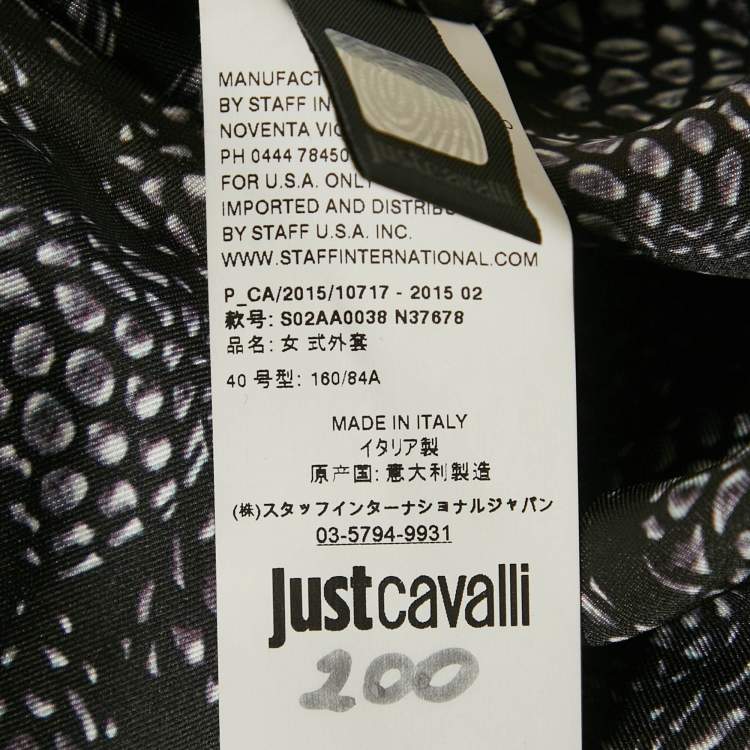 MANUFACT
BY STAFF IN
NOVENTA VIC
PH 0444 78450
FOR U.S.A. ONLY
IMPORTED AND DISTRIBU
BY STAFF U.S.A. INC.
WWW.STAFFINTERNATIONAL.COM
justcavalli
P_CA/2015/10717 - 2015 02
款号: S02AA0038 N37678
品名: 女 式外套
40 号型: 160/84A
MADE IN ITALY
イタリア製
原产国: 意大利製造
(株)スタッフインターナショナルジャパン
03-5794-9931
Justcavalli
200